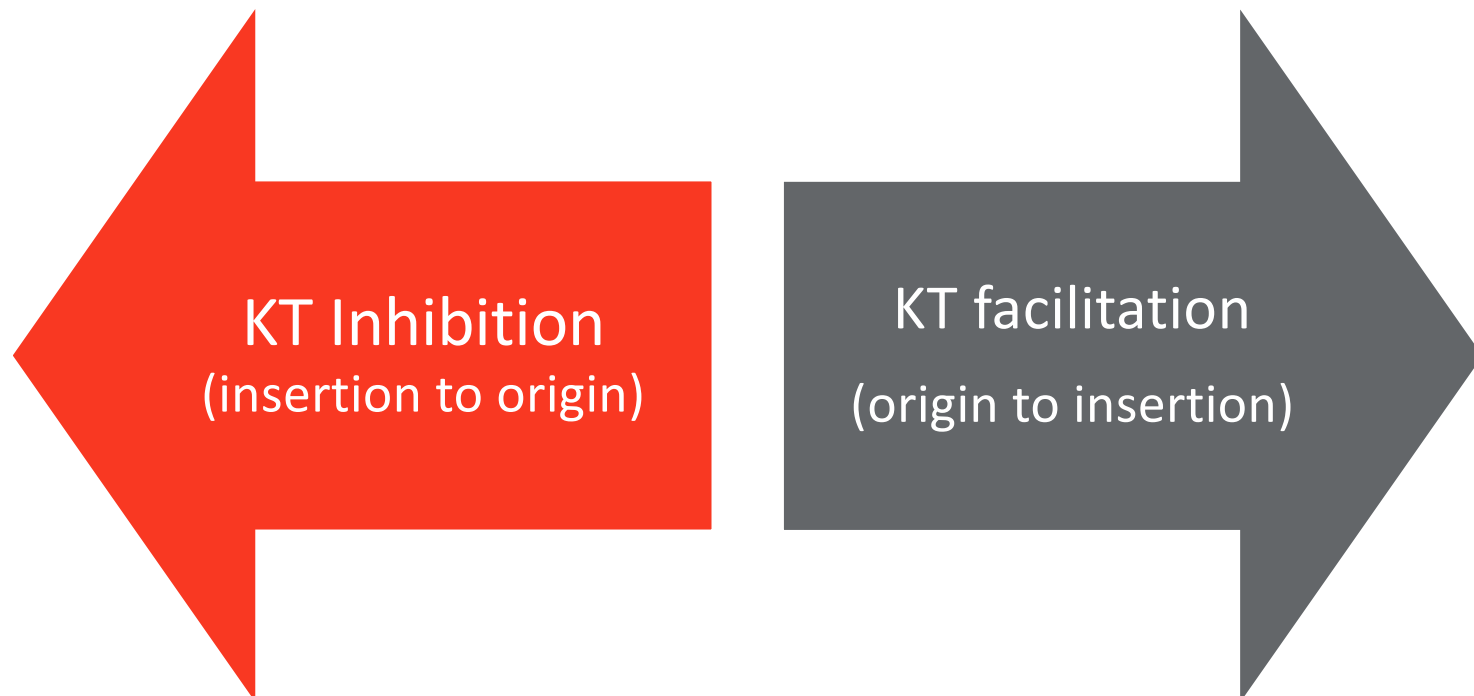 KT Inhibition
(insertion to origin)
KT facilitation
(origin to insertion)